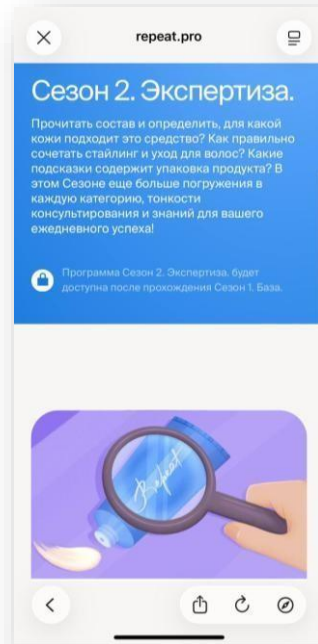 repeat.pro
Сезон 2. Экспертиза.
Прочитать состав и определить, для какой
кожи подходит это средство? Как правильно
сочетать стайлинг и уход для волос? Какие
подсказки содержит упаковка продукта? В
этом Сезоне еще больше погружения в
каждую категорию, тонкости
консультирования и знаний для вашего
ежедневного успеха!
Программа Сезон 2. Экспертиза. будет
доступна после прохождения Сезон 1. База.
Repeat